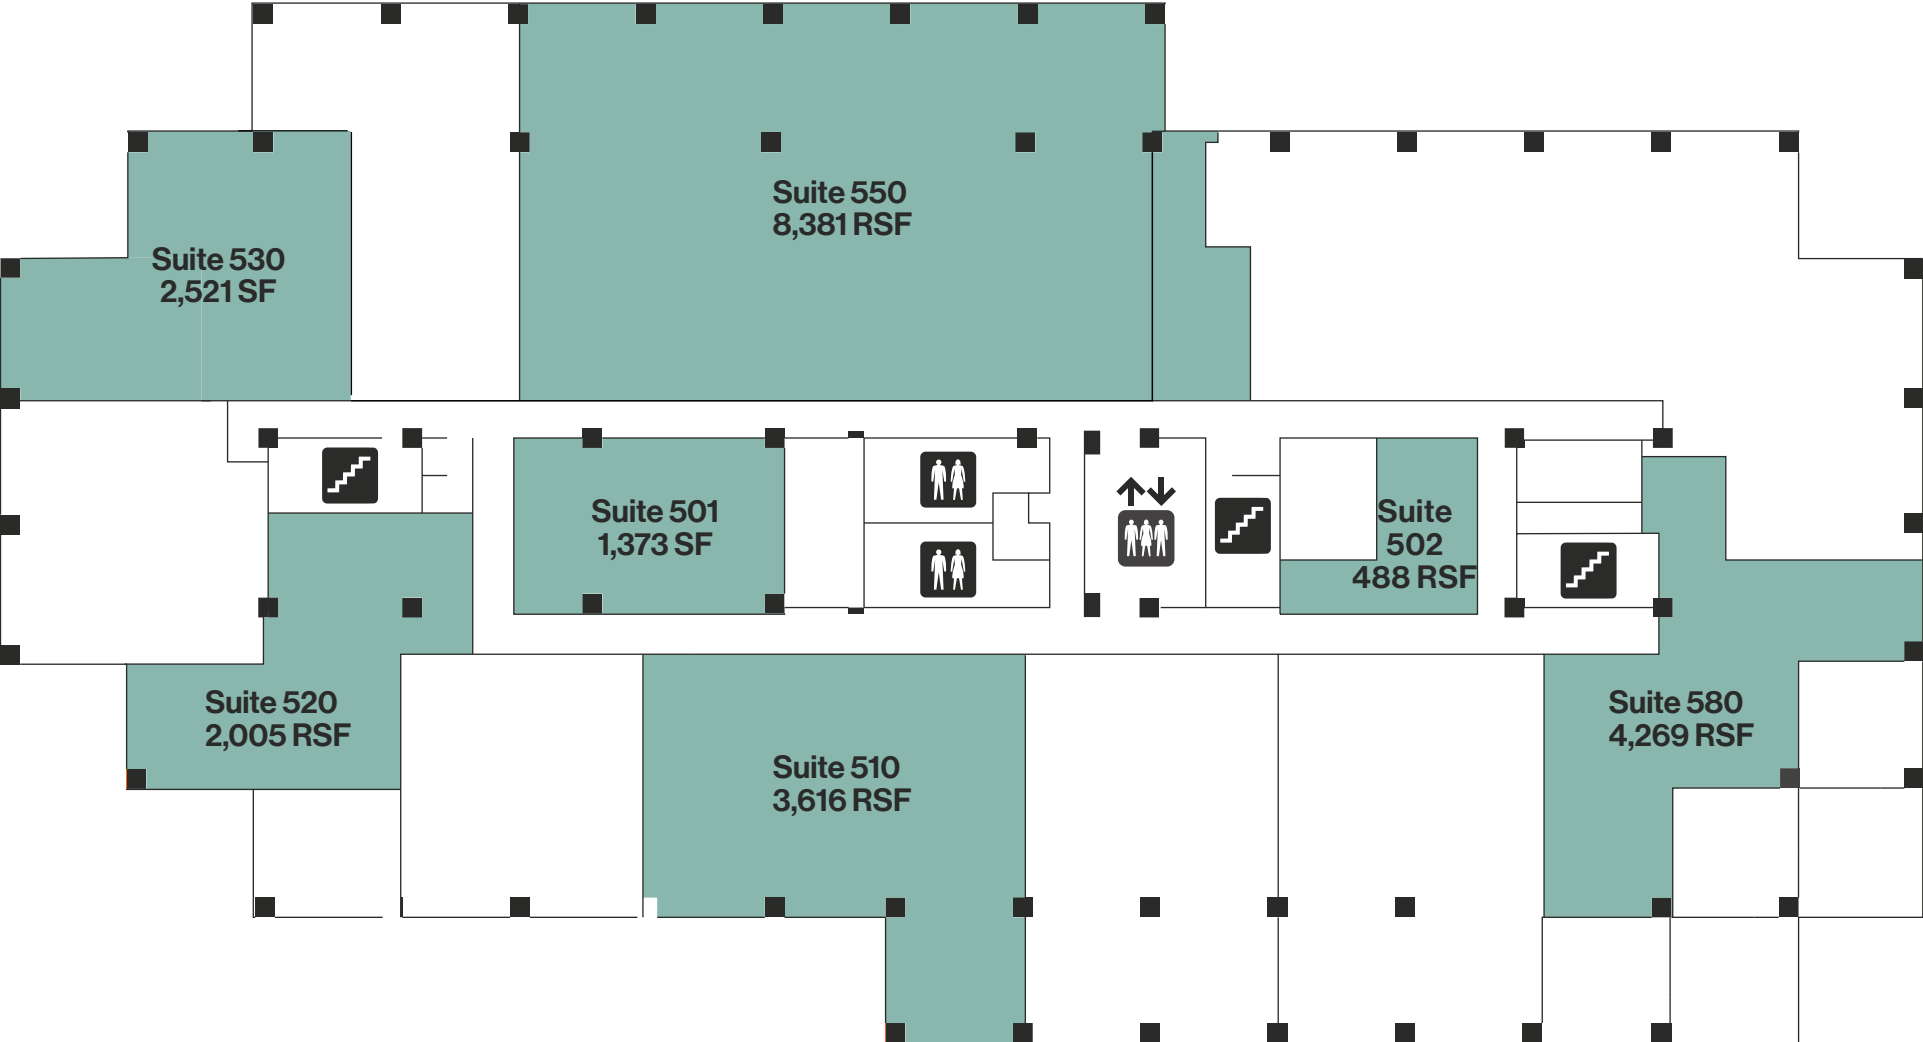 Suite 550
8,381 RSF
Suite 530
2,521 SF
Suite 501
1,373 SF
Suite
502
488 RSF
Suite 520
2,005 RSF
Suite 580
4,269 RSF
Suite 510
3,616 RSF